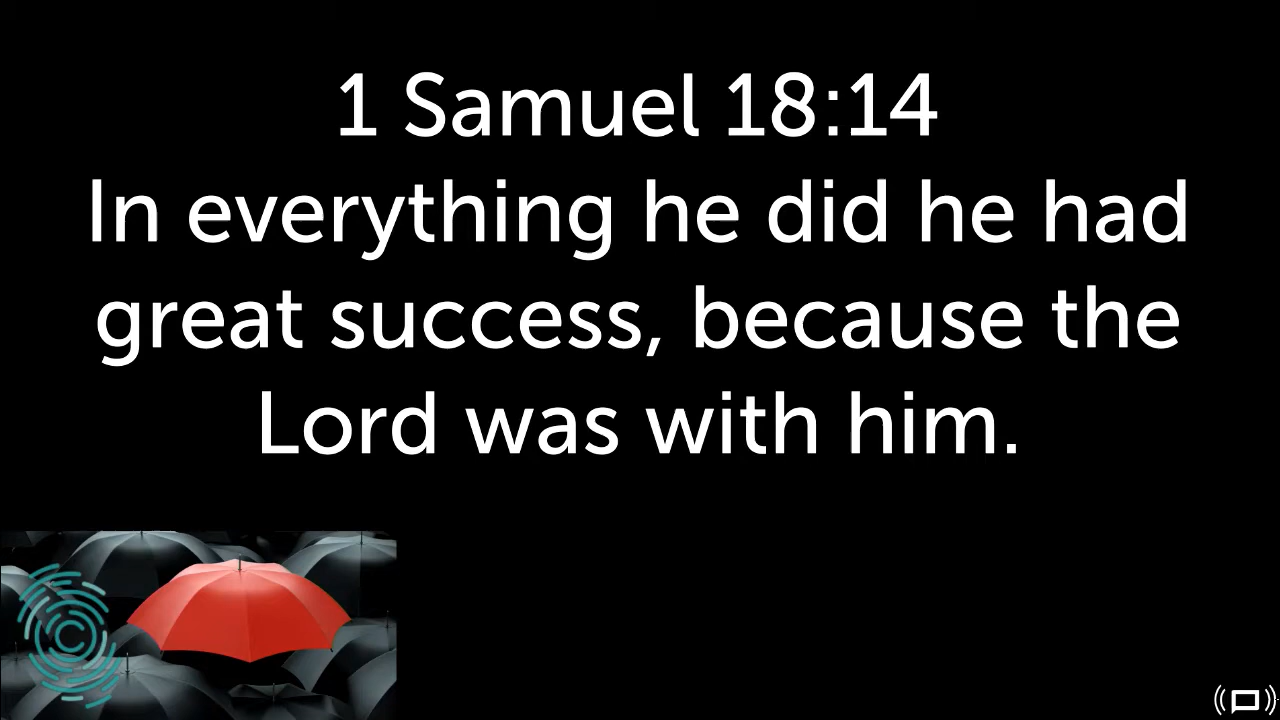 1 Samuel 18:14
In everything he did he had
great success, because the
Lord was with him.
C